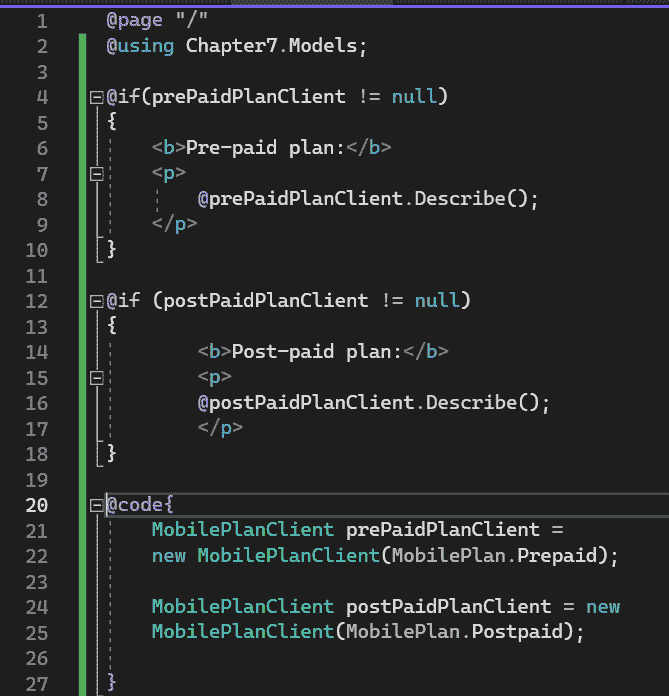 1 @page "/"
2 @using Chapter7.Models;
3
4 @if(prePaidPlanClient != null)
5 {
6 <b>Pre-paid plan:</b>
7 <p>
8 @prePaidPlanClient.Describe();
9 </p>
10 }
11
12 @if (postPaidPlanClient != null)
13 {
14 <b>Post-paid plan:</b>
15 <p>
16 @postPaidPlanClient.Describe();
17 </p>
18 }
19
20 @code{
21 MobilePlanClient prePaidPlanClient =
22 new MobilePlanClient(MobilePlan.Prepaid);
23
24 MobilePlanClient postPaidPlanClient = new
25 MobilePlanClient(MobilePlan.Postpaid);
26
27 }